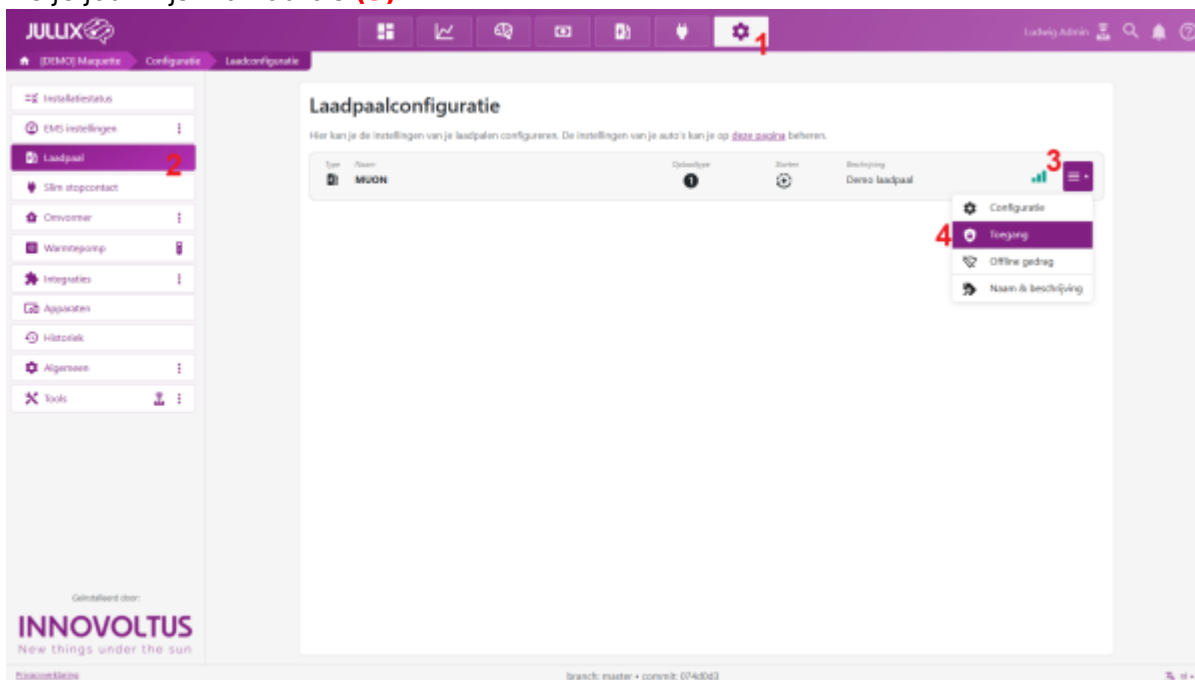 JULLUX
1
Ludwig Admin
[DEMO] Maquette
Configuratie
Laadconfiguratie
Installatiestatus
EMS instellingen
Laadpaal
2
Slim stopcontact
Omvormer
Warmtepomp
Integraties
Apparaten
Historiek
Algemeen
Tools
Laadpaalconfiguratie
Hier kan je de instellingen van je laadpalen configureren. De instellingen van je auto's kan je op deze pagina beheren.
Type Naam Oplaadtype Starten Beschrijving
MUON 1 Demo laadpaal
3
Configuratie
4 Toegang
Offline gedrag
Naam & beschrijving
Geïnstalleerd door:
INNOVOLTUS
New things under the sun
Privacyverklaring
branch: master • commit: 074d0d3
nl